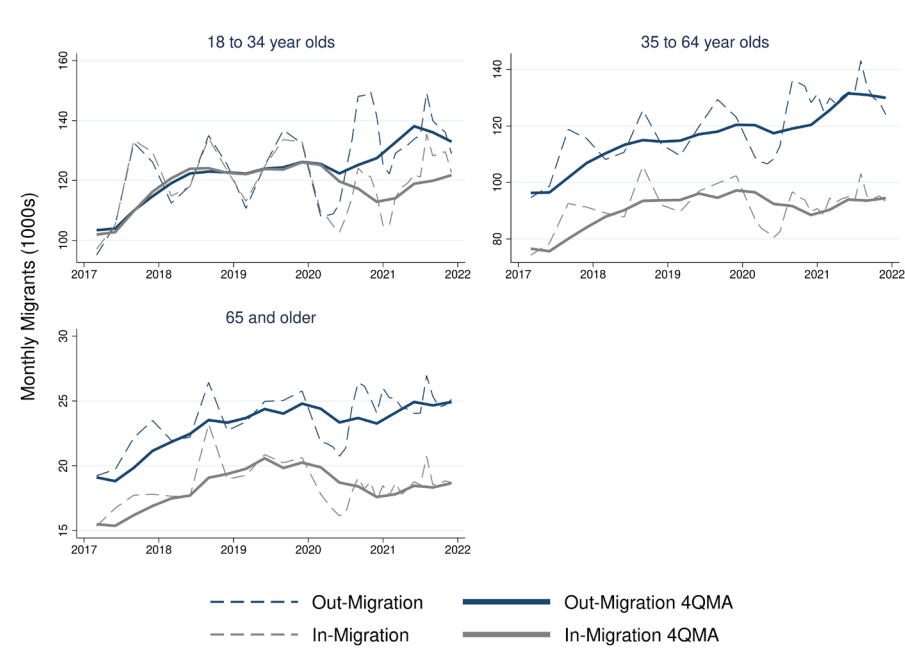 18 to 34 year olds
35 to 64 year olds
160
140
120
100
2017 2018 2019 2020 2021 2022
140
120
100
80
2017 2018 2019 2020 2021 2022
Monthly Migrants (1000s)
65 and older
30
25
20
15
2017 2018 2019 2020 2021 2022
Out-Migration Out-Migration 4QMA
In-Migration In-Migration 4QMA